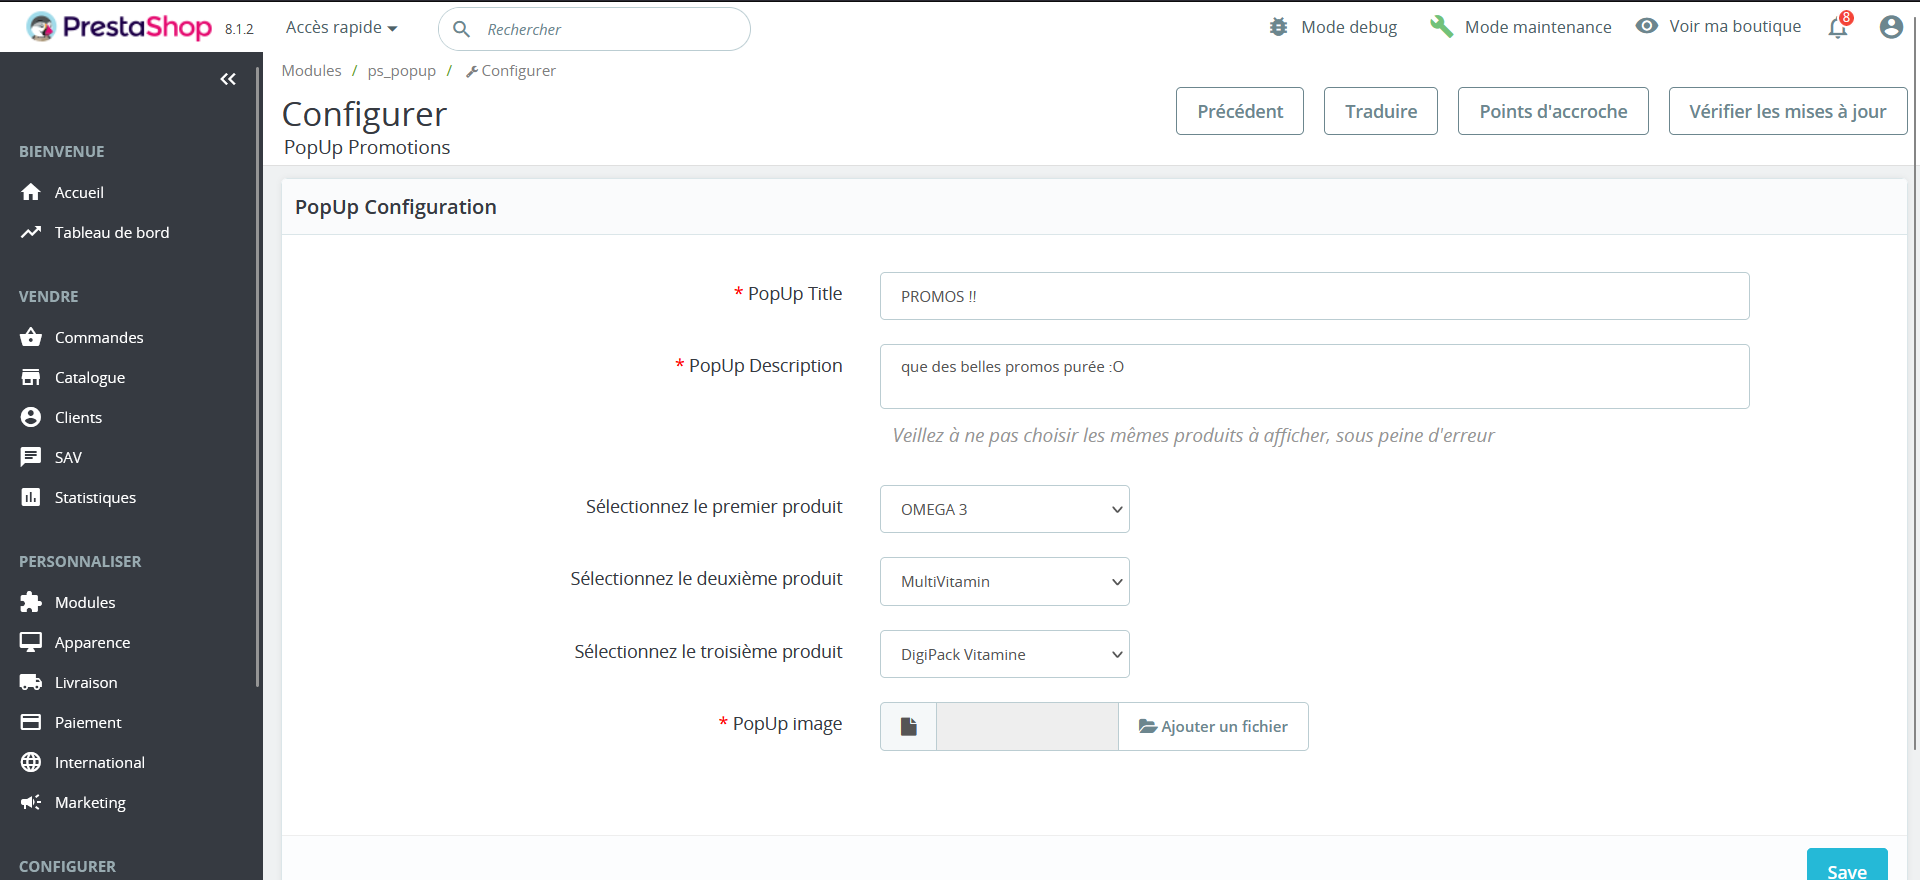 PrestaShop 8.1.2
Accès rapide
Rechercher
Mode debug
Mode maintenance
Voir ma boutique
8
Modules / ps_popup / Configurer
Configurer
PopUp Promotions
Précédent
Traduire
Points d'accroche
Vérifier les mises à jour
BIENVENUE
Accueil
Tableau de bord
VENDRE
Commandes
Catalogue
Clients
SAV
Statistiques
PERSONNALISER
Modules
Apparence
Livraison
Paiement
International
Marketing
CONFIGURER
PopUp Configuration
* PopUp Title
PROMOS !!
* PopUp Description
que des belles promos purée :O
Veillez à ne pas choisir les mêmes produits à afficher, sous peine d'erreur
Sélectionnez le premier produit
OMEGA 3
Sélectionnez le deuxième produit
MultiVitamin
Sélectionnez le troisième produit
DigiPack Vitamine
* PopUp image
Ajouter un fichier
Save